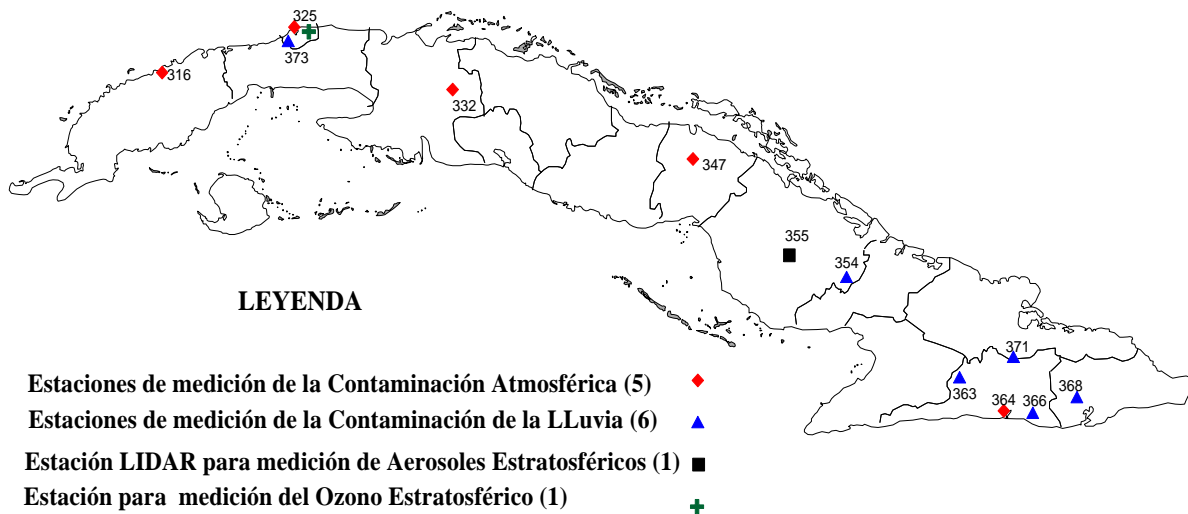 325
373
316
332
347
355
354
LEYENDA
371
363
364
366
368
Estaciones de medición de la Contaminación Atmosférica (5)
Estaciones de medición de la Contaminación de la LLuvia (6)
Estación LIDAR para medición de Aerosoles Estratosféricos (1)
Estación para medición del Ozono Estratosférico (1)